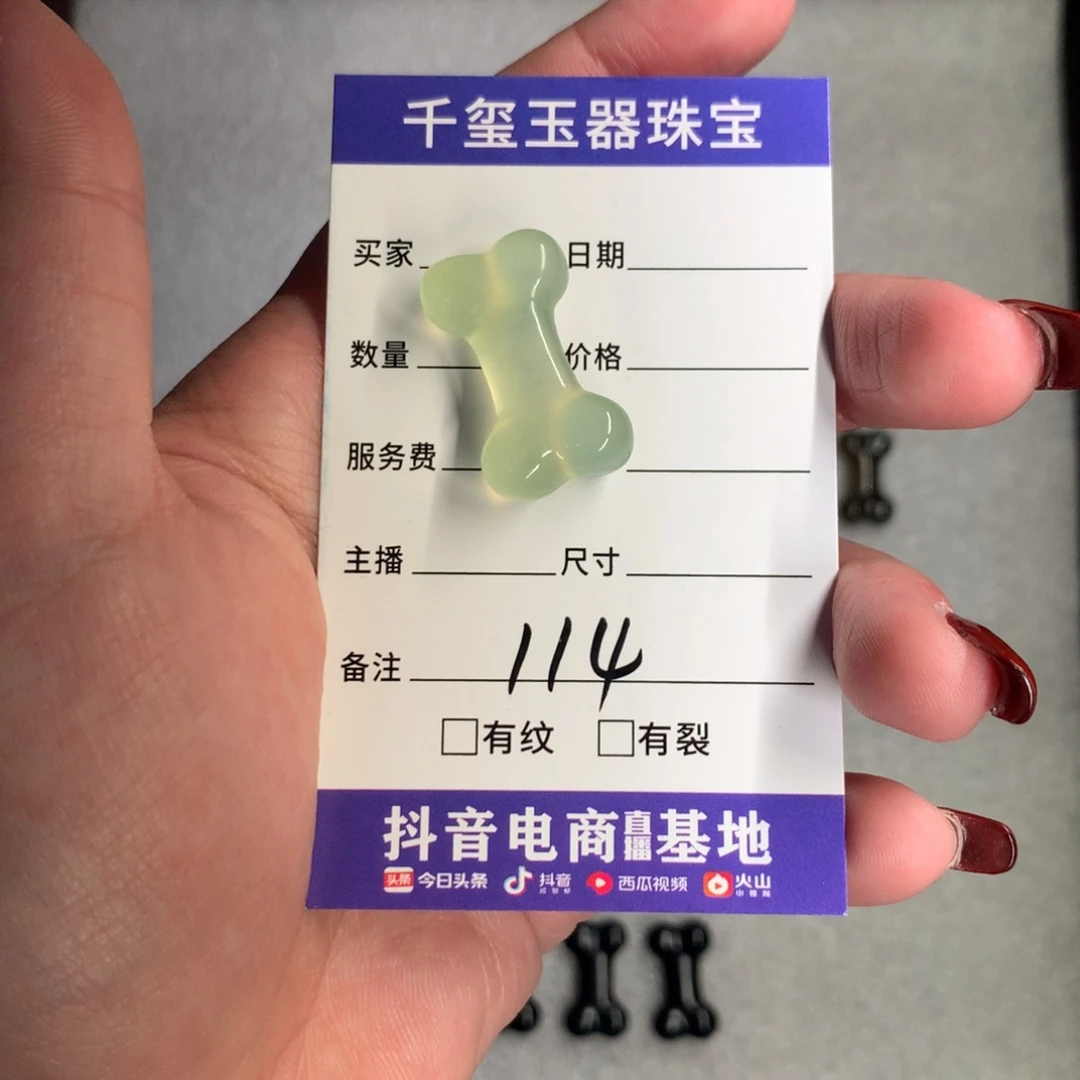 千玺玉器珠宝
买家 日期
数量 价格
服务费
主播 尺寸
备注 114
有纹 有裂
抖音电商直播基地
头条 今日头条 抖音 西瓜视频 火山